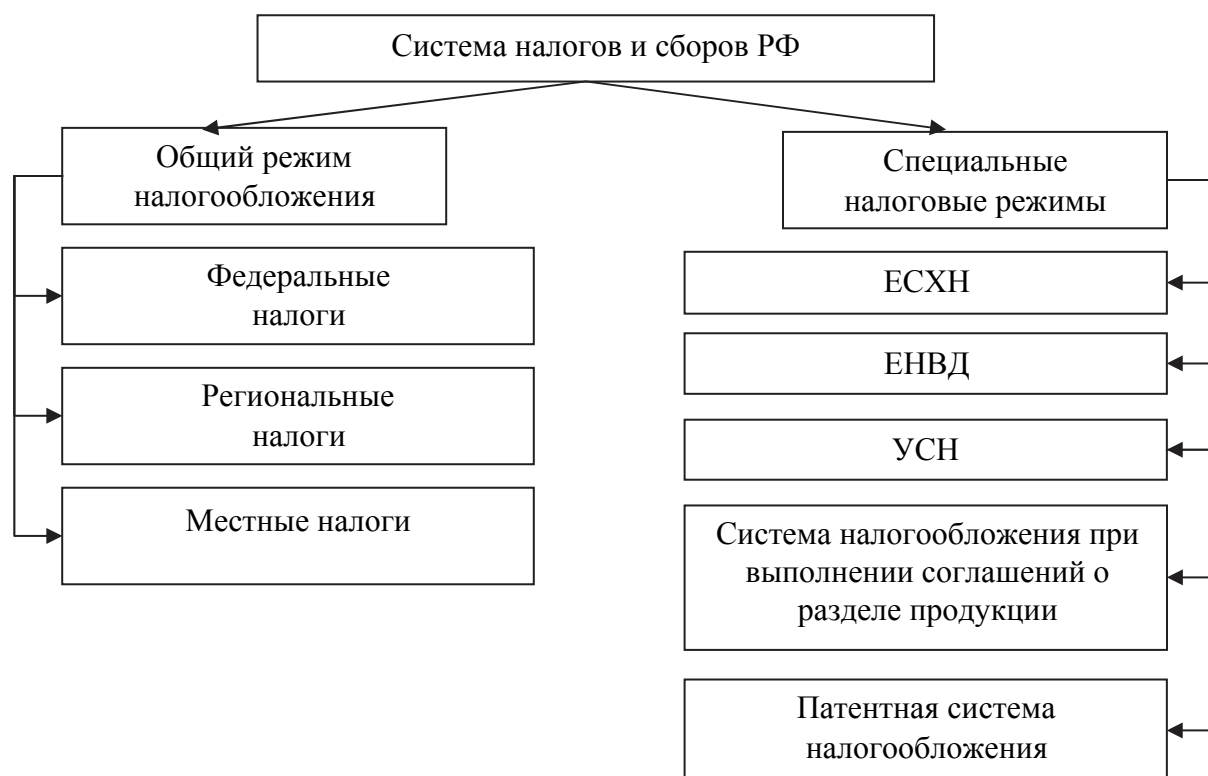 Система налогов и сборов РФ
Общий режим
налогообложения
Федеральные
налоги
Региональные
налоги
Местные налоги
Специальные
налоговые режимы
ЕСХН
ЕНВД
УСН
Система налогообложения при
выполнении соглашений о
разделе продукции
Патентная система
налогообложения